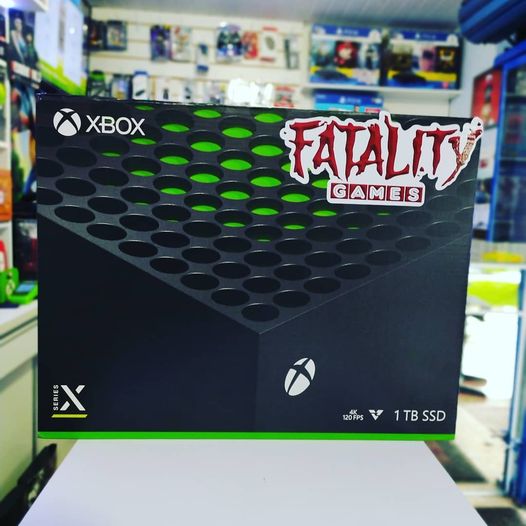 XBOX
FATALITY
GAMES
SERIES
X
4K
120 FPS
1 TB SSD